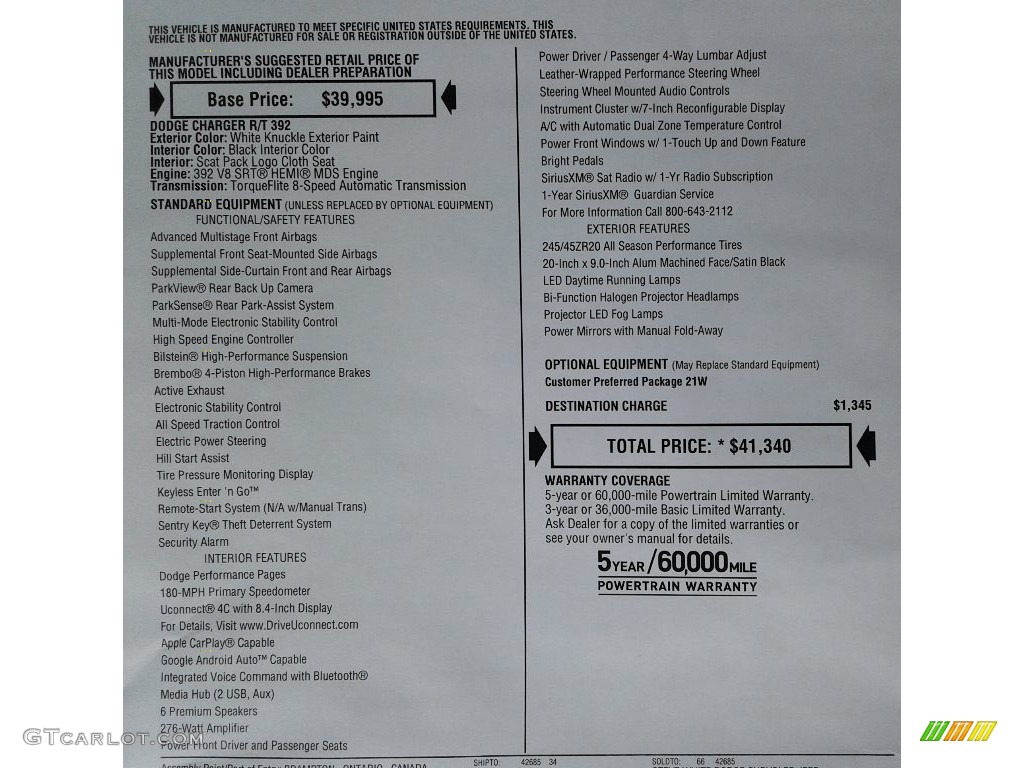 THIS VEHICLE IS MANUFACTURED TO MEET SPECIFIC UNITED STATES REQUIREMENTS. THIS
VEHICLE IS NOT MANUFACTURED FOR SALE OR REGISTRATION OUTSIDE OF THE UNITED STATES.
MANUFACTURER'S SUGGESTED RETAIL PRICE OF
THIS MODEL INCLUDING DEALER PREPARATION
Base Price: $39,995
DODGE CHARGER R/T 392
Exterior Color: White Knuckle Exterior Paint
Interior Color: Black Interior Color
Interior: Scat Pack Logo Cloth Seat
Engine: 392 V8 SRT® HEMI® MDS Engine
Transmission: TorqueFlite 8-Speed Automatic Transmission
STANDARD EQUIPMENT (UNLESS REPLACED BY OPTIONAL EQUIPMENT)
FUNCTIONAL/SAFETY FEATURES
Advanced Multistage Front Airbags
Supplemental Front Seat-Mounted Side Airbags
Supplemental Side-Curtain Front and Rear Airbags
ParkView® Rear Back Up Camera
ParkSense® Rear Park-Assist System
Multi-Mode Electronic Stability Control
High Speed Engine Controller
Bilstein® High-Performance Suspension
Brembo® 4-Piston High-Performance Brakes
Active Exhaust
Electronic Stability Control
All Speed Traction Control
Electric Power Steering
Hill Start Assist
Tire Pressure Monitoring Display
Keyless Enter 'n Go™
Remote-Start System (N/A w/Manual Trans)
Sentry Key® Theft Deterrent System
Security Alarm
INTERIOR FEATURES
Dodge Performance Pages
180-MPH Primary Speedometer
Uconnect® 4C with 8.4-Inch Display
For Details, Visit www.DriveUconnect.com
Apple CarPlay® Capable
Google Android Auto™ Capable
Integrated Voice Command with Bluetooth®
Media Hub (2 USB, Aux)
6 Premium Speakers
276-Watt Amplifier
Power Front Driver and Passenger Seats
Power Driver / Passenger 4-Way Lumbar Adjust
Leather-Wrapped Performance Steering Wheel
Steering Wheel Mounted Audio Controls
Instrument Cluster w/7-Inch Reconfigurable Display
A/C with Automatic Dual Zone Temperature Control
Power Front Windows w/ 1-Touch Up and Down Feature
Bright Pedals
SiriusXM® Sat Radio w/ 1-Yr Radio Subscription
1-Year SiriusXM® Guardian Service
For More Information Call 800-643-2112
EXTERIOR FEATURES
245/45ZR20 All Season Performance Tires
20-Inch x 9.0-Inch Alum Machined Face/Satin Black
LED Daytime Running Lamps
Bi-Function Halogen Projector Headlamps
Projector LED Fog Lamps
Power Mirrors with Manual Fold-Away
OPTIONAL EQUIPMENT (May Replace Standard Equipment)
Customer Preferred Package 21W
DESTINATION CHARGE $1,345
TOTAL PRICE: * $41,340
WARRANTY COVERAGE
5-year or 60,000-mile Powertrain Limited Warranty.
3-year or 36,000-mile Basic Limited Warranty.
Ask Dealer for a copy of the limited warranties or
see your owner's manual for details.
5 YEAR/60,000 MILE
POWERTRAIN WARRANTY
Assembly Point/Port of Entry: BRAMPTON, ONTARIO, CANADA
SHIPTO: 42685 34
SOLDTO: 66 42685
GTCARLOT.COM